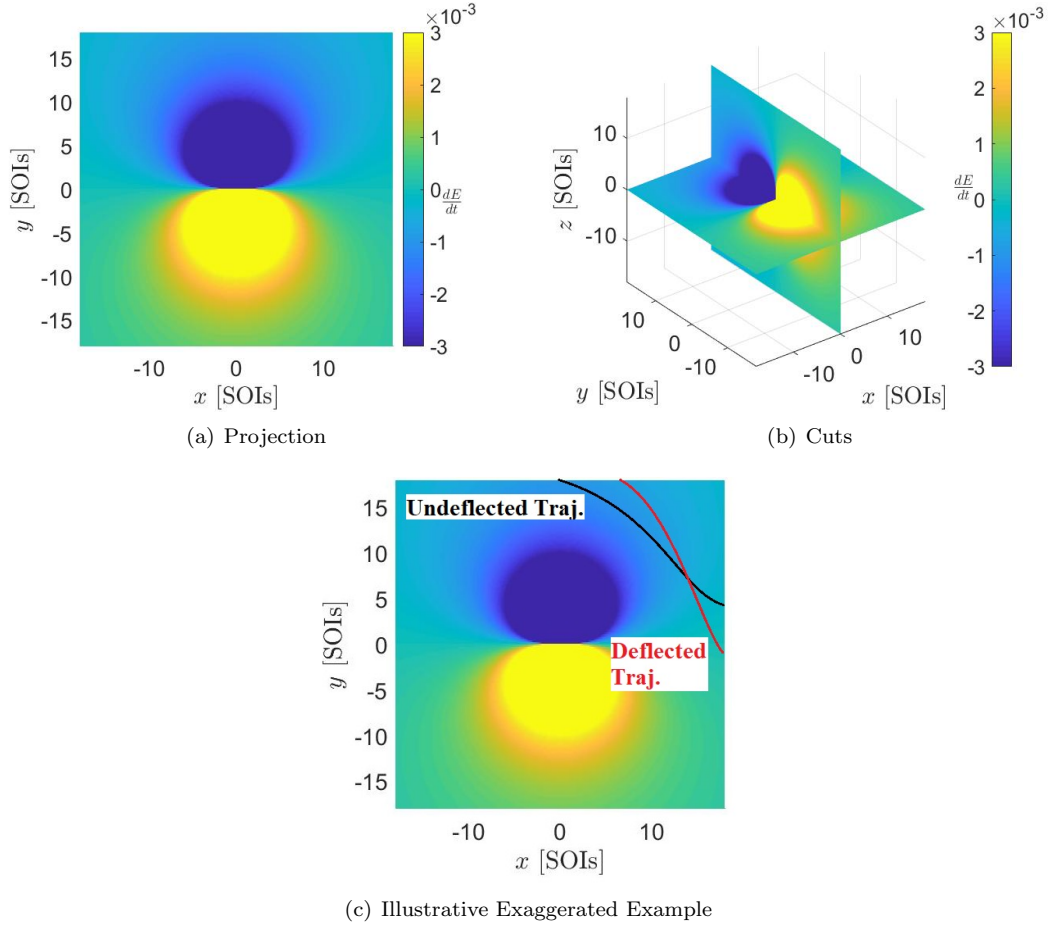 ×10⁻³
15
10
5
0
-5
-10
-15
y [SOIs]
-10 0 10
x [SOIs]
3
2
1
0 dE/dt
-1
-2
-3
(a) Projection
×10⁻³
10
0
-10
z [SOIs]
10
0
-10
y [SOIs]
-10
0
10
x [SOIs]
3
2
1
dE/dt 0
-1
-2
-3
(b) Cuts
Undeflected Traj.
Deflected
Traj.
15
10
5
0
-5
-10
-15
y [SOIs]
-10 0 10
x [SOIs]
(c) Illustrative Exaggerated Example